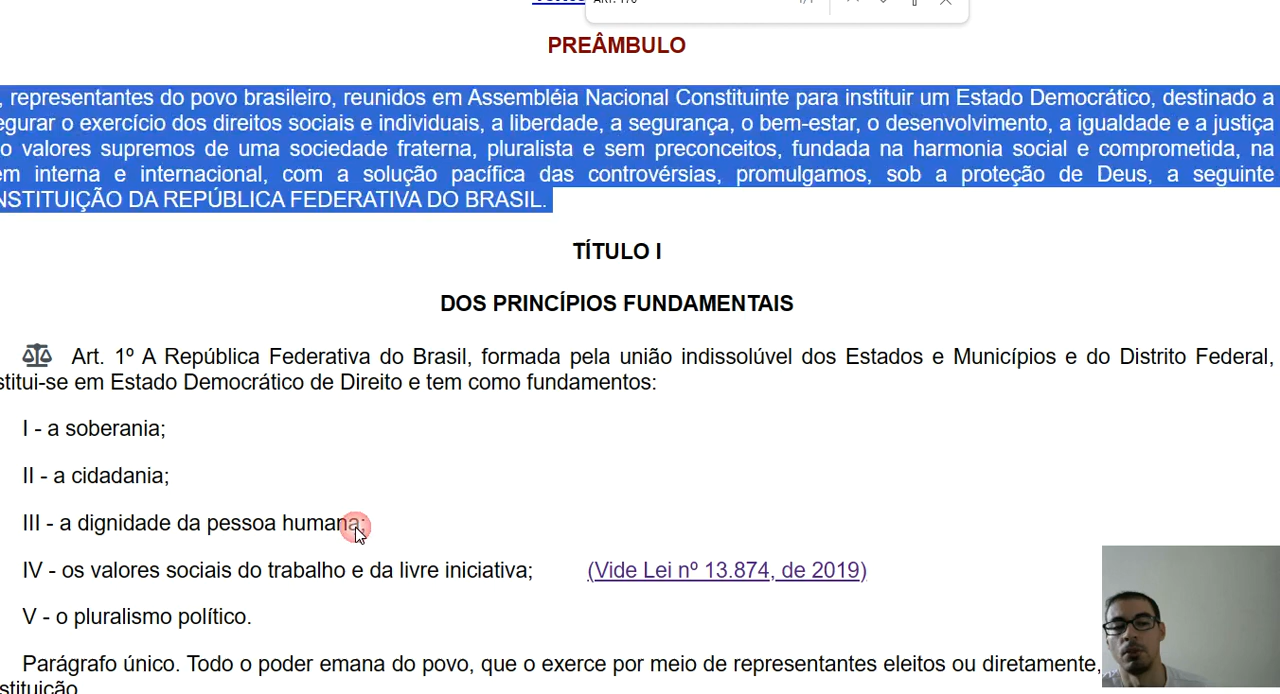 PREÂMBULO
, representantes do povo brasileiro, reunidos em Assembléia Nacional Constituinte para instituir um Estado Democrático, destinado a
egurar o exercício dos direitos sociais e individuais, a liberdade, a segurança, o bem-estar, o desenvolvimento, a igualdade e a justiça
o valores supremos de uma sociedade fraterna, pluralista e sem preconceitos, fundada na harmonia social e comprometida, na
em interna e internacional, com a solução pacífica das controvérsias, promulgamos, sob a proteção de Deus, a seguinte
NSTITUIÇÃO DA REPÚBLICA FEDERATIVA DO BRASIL.
TÍTULO I
DOS PRINCÍPIOS FUNDAMENTAIS
Art. 1º A República Federativa do Brasil, formada pela união indissolúvel dos Estados e Municípios e do Distrito Federal,
stitui-se em Estado Democrático de Direito e tem como fundamentos:
I - a soberania;
II - a cidadania;
III - a dignidade da pessoa humana;
IV - os valores sociais do trabalho e da livre iniciativa; (Vide Lei nº 13.874, de 2019)
V - o pluralismo político.
Parágrafo único. Todo o poder emana do povo, que o exerce por meio de representantes eleitos ou diretamente,
stituição